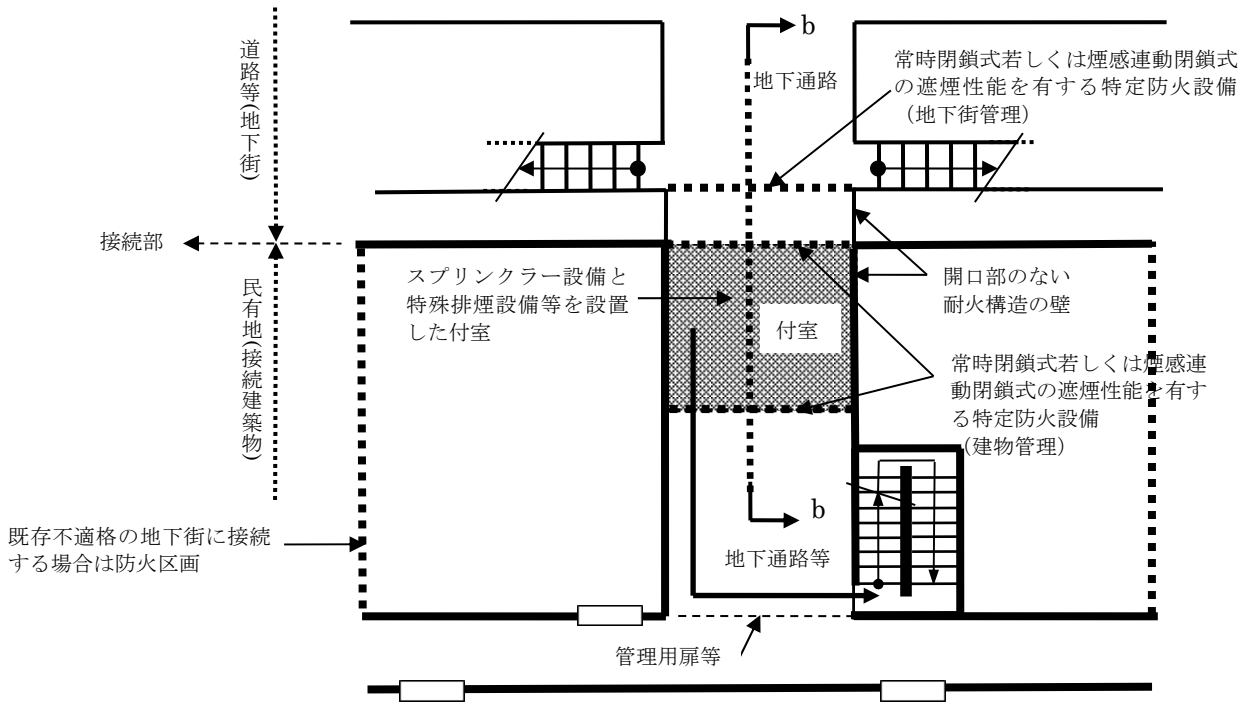 b
地下通路
常時閉鎖式若しくは煙感連動閉鎖式
の遮煙性能を有する特定防火設備
（地下街管理）
道路等(地下街)
接続部
スプリンクラー設備と
特殊排煙設備等を設置
した付室
付室
開口部のない
耐火構造の壁
民有地(接続建築物)
常時閉鎖式若しくは煙感連
動閉鎖式の遮煙性能を有す
る特定防火設備
（建物管理）
b
既存不適格の地下街に接続
する場合は防火区画
地下通路等
管理用扉等